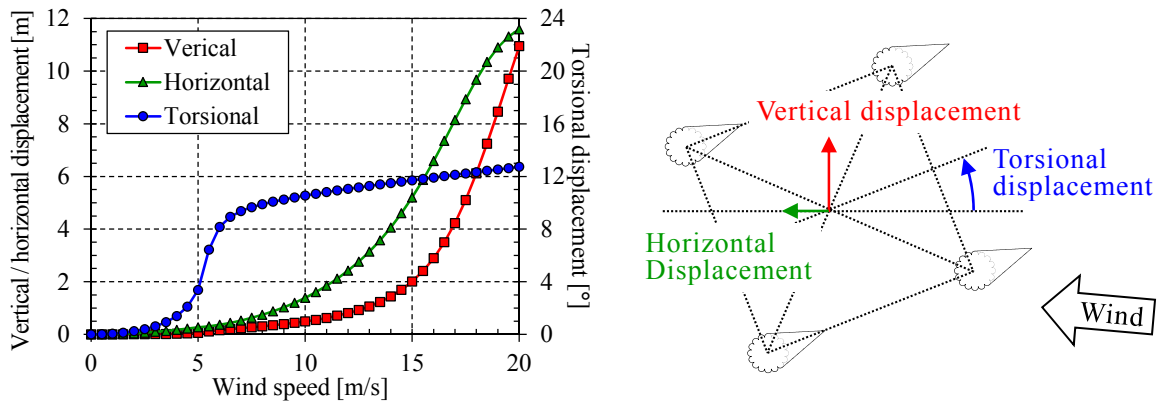 Vertical / horizontal displacement [m]
12
10
8
6
4
2
0
Verical
Horizontal
Torsional
24
20
16
12
8
4
0
Torsional displacement [°]
0
5
10
15
20
Wind speed [m/s]
Vertical displacement
Torsional
displacement
Horizontal
Displacement
Wind